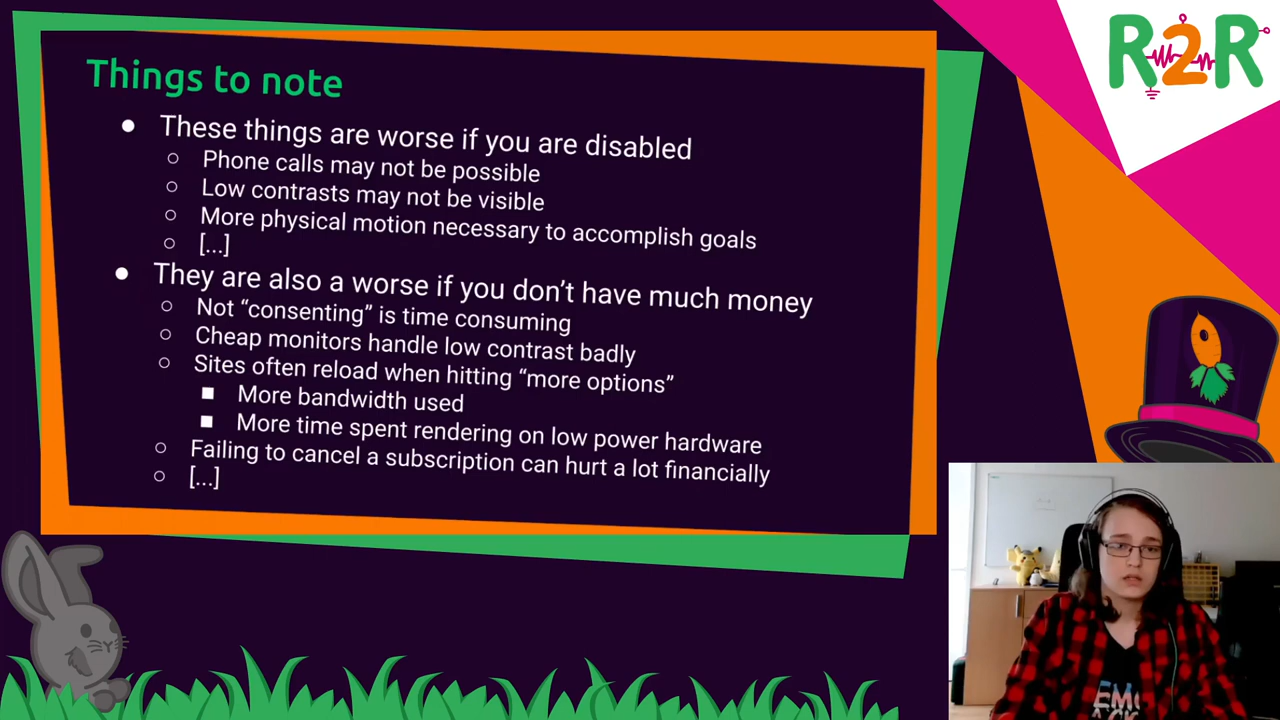 R2R
Things to note
These things are worse if you are disabled
Phone calls may not be possible
Low contrasts may not be visible
More physical motion necessary to accomplish goals
[...]
They are also a worse if you don’t have much money
Not “consenting” is time consuming
Cheap monitors handle low contrast badly
Sites often reload when hitting “more options”
More bandwidth used
More time spent rendering on low power hardware
Failing to cancel a subscription can hurt a lot financially
[...]